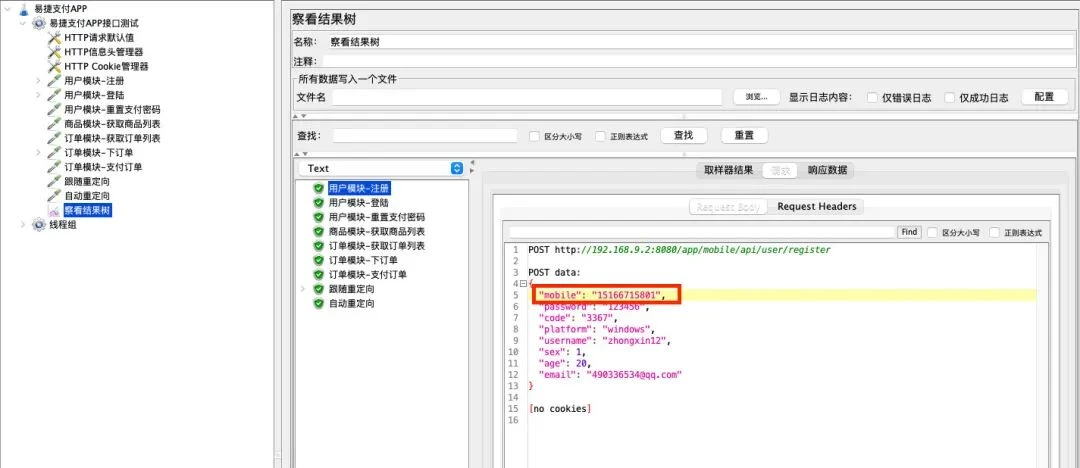 易捷支付APP
易捷支付APP接口测试
HTTP请求默认值
HTTP信息头管理器
HTTP Cookie管理器
用户模块-注册
用户模块-登陆
用户模块-重置支付密码
商品模块-获取商品列表
订单模块-获取订单列表
订单模块-下订单
订单模块-支付订单
跟随重定向
自动重定向
察看结果树
线程组
察看结果树
名称： 察看结果树
注释：
所有数据写入一个文件
文件名 浏览... 显示日志内容： 仅错误日志 仅成功日志 配置
查找： 区分大小写 正则表达式 查找 重置
Text
用户模块-注册
用户模块-登陆
用户模块-重置支付密码
商品模块-获取商品列表
订单模块-获取订单列表
订单模块-下订单
订单模块-支付订单
跟随重定向
自动重定向
取样器结果 请求 响应数据
Request Body Request Headers
Find 区分大小写 正则表达式
1 POST http://192.168.9.2:8080/app/mobile/api/user/register
2
3 POST data:
4 {
5 "mobile": "15166715801",
6 "password": "123456",
7 "code": "3367",
8 "platform": "windows",
9 "username": "zhongxin12",
10 "sex": 1,
11 "age": 20,
12 "email": "490336534@qq.com"
13 }
14
15 [no cookies]
16